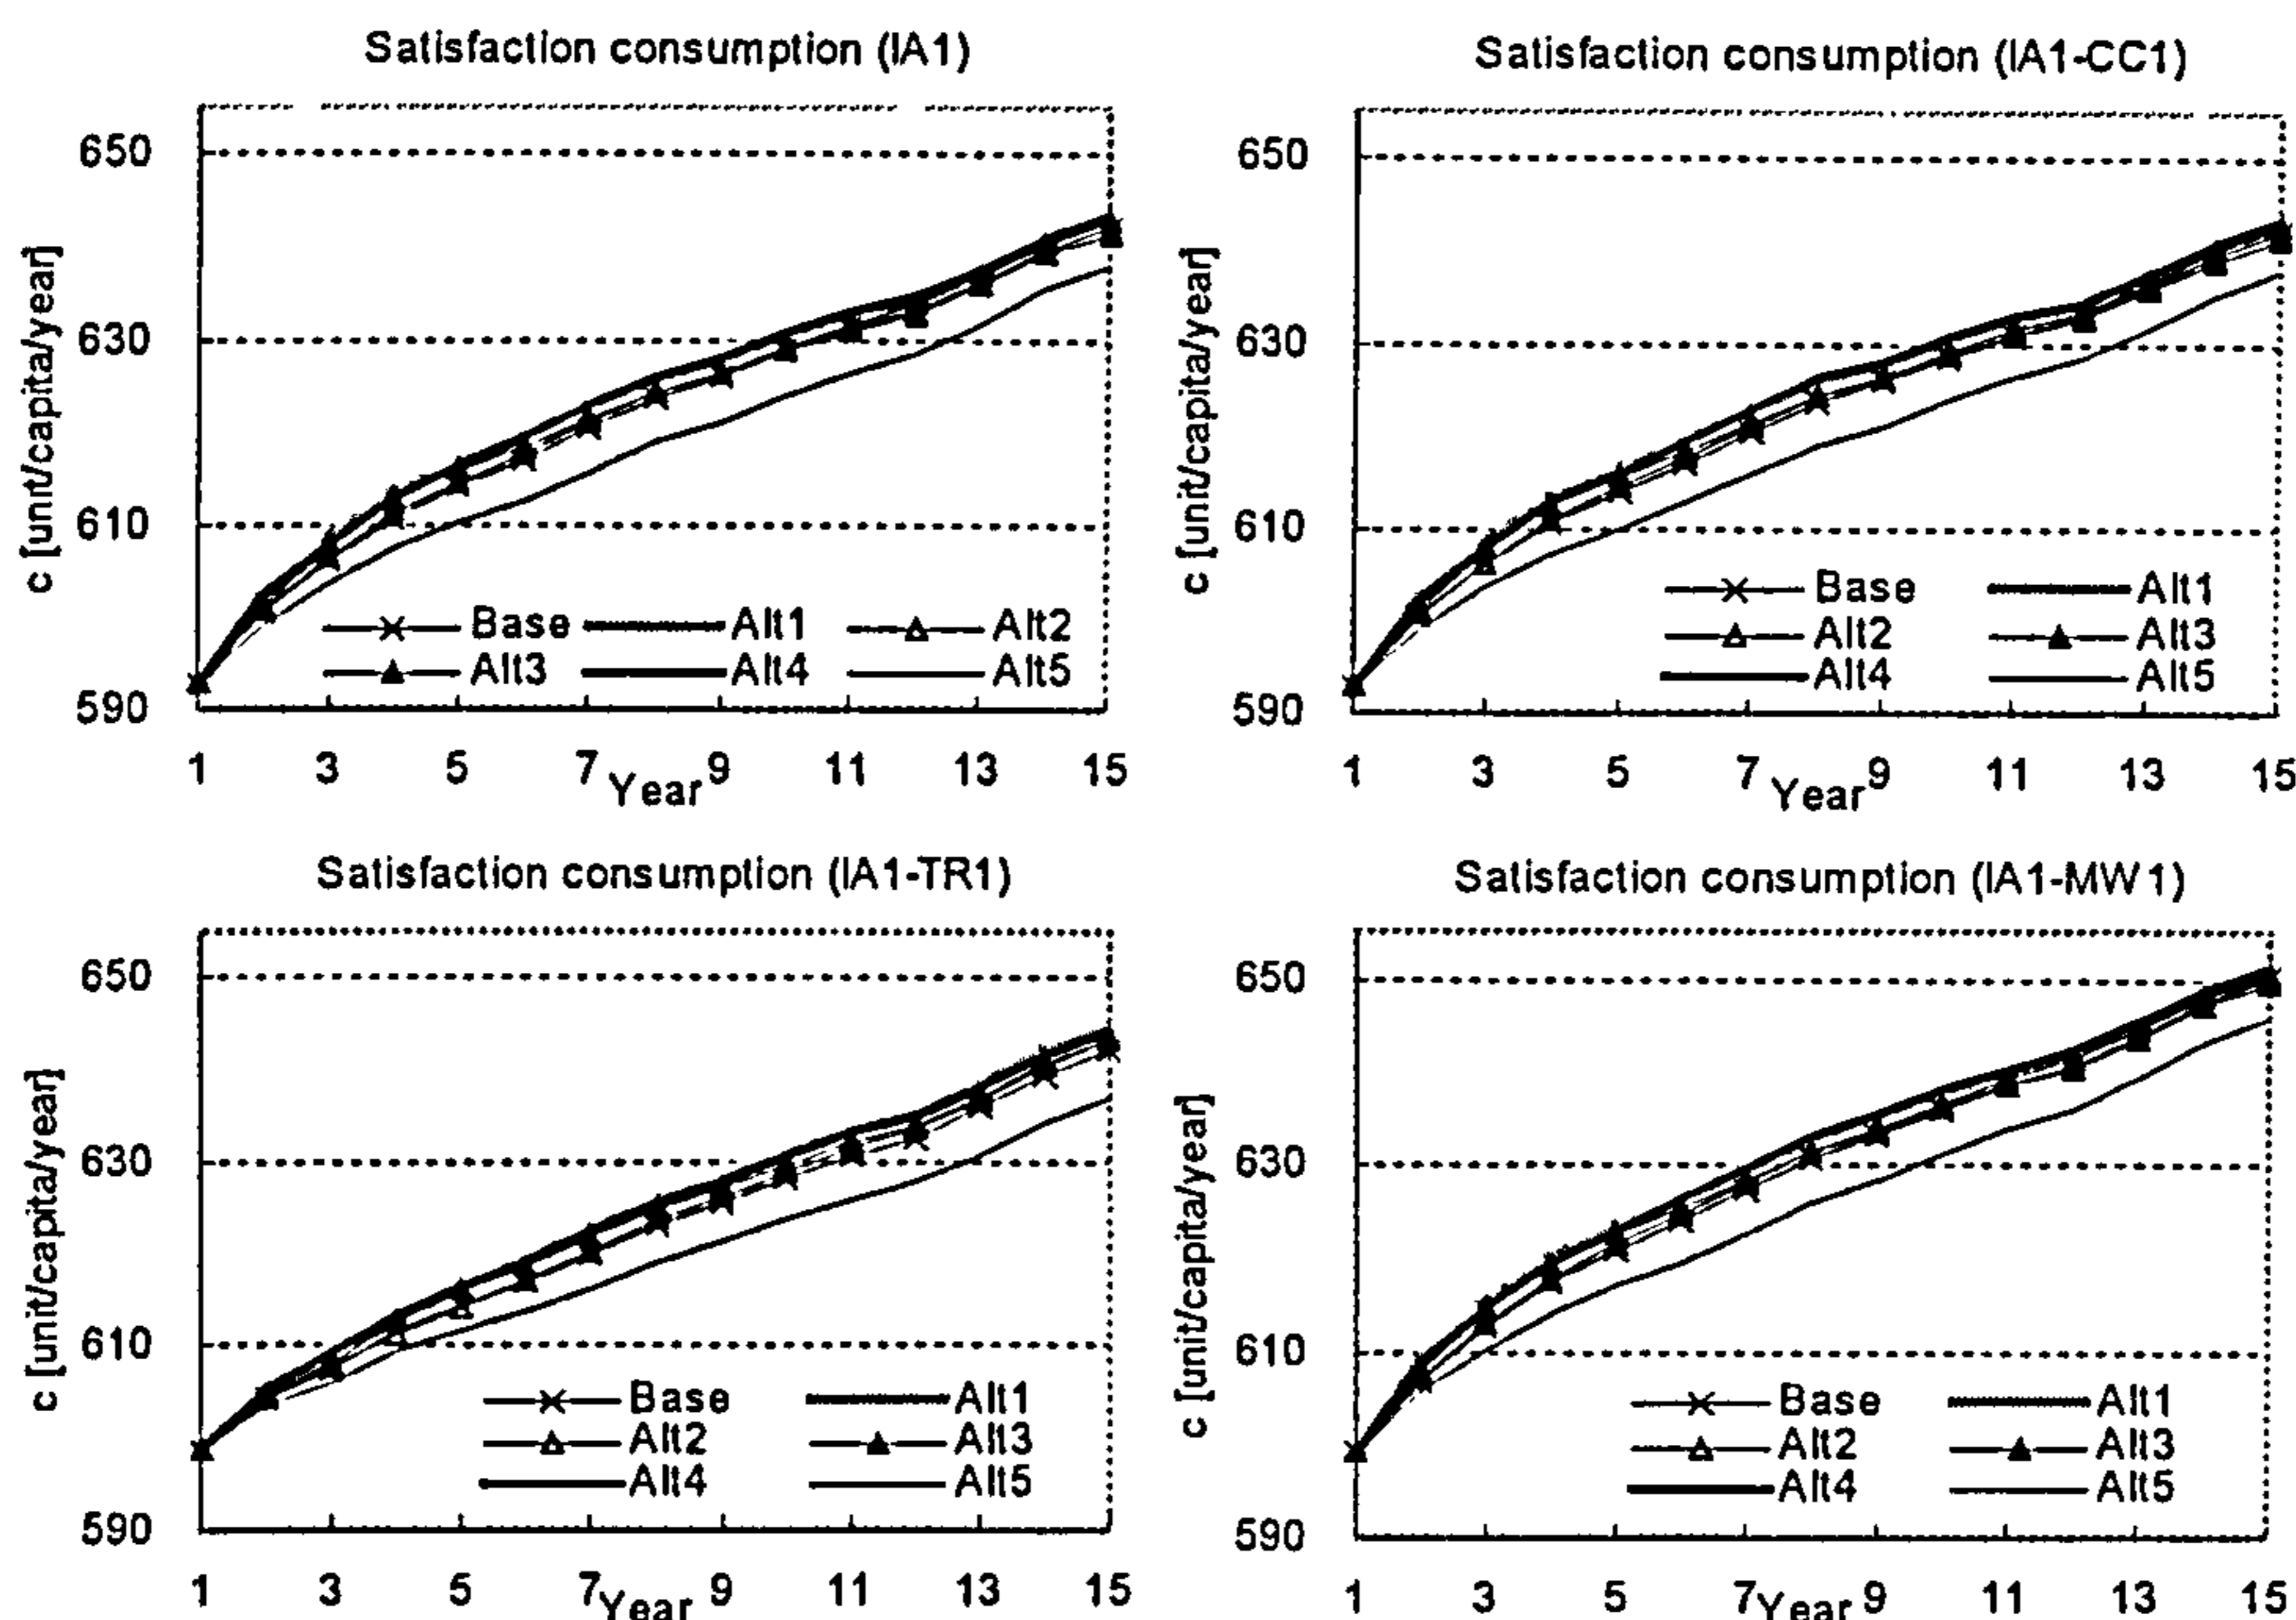 Satisfaction consumption (IA1)
c [unit/capita/year]
650
630
610
590
Base Alt1 Alt2
Alt3 Alt4 Alt5
1 3 5 7 9 11 13 15
Year
Satisfaction consumption (IA1-CC1)
c [unit/capita/year]
650
630
610
590
Base Alt1
Alt2 Alt3
Alt4 Alt5
1 3 5 7 9 11 13 15
Year
Satisfaction consumption (IA1-TR1)
c [unit/capita/year]
650
630
610
590
Base Alt1
Alt2 Alt3
Alt4 Alt5
1 3 5 7 9 11 13 15
Year
Satisfaction consumption (IA1-MW1)
c [unit/capita/year]
650
630
610
590
Base Alt1
Alt2 Alt3
Alt4 Alt5
1 3 5 7 9 11 13 15
Year